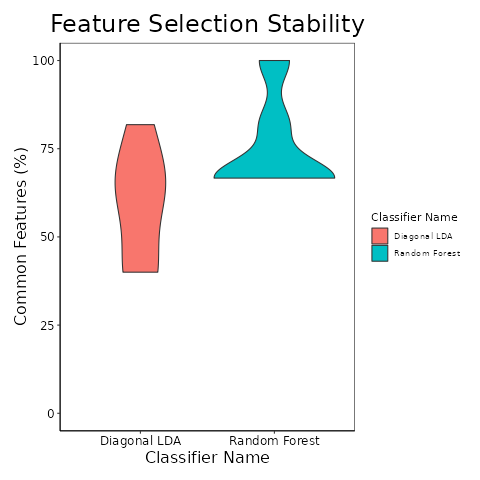 Feature Selection Stability
100
75
50
25
0
Common Features (%)
Diagonal LDA Random Forest
Classifier Name
Classifier Name
Diagonal LDA
Random Forest